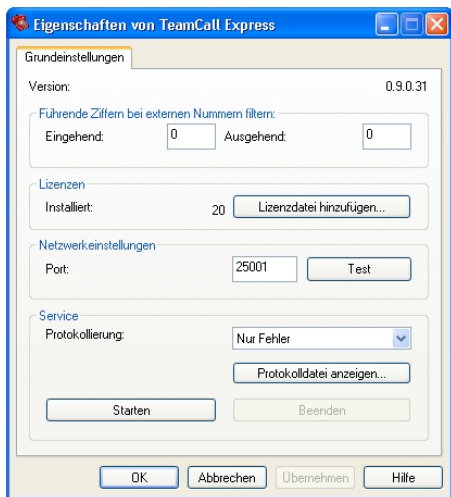 Eigenschaften von TeamCall Express
Grundeinstellungen
Version: 0.9.0.31
Führende Ziffern bei externen Nummern filtern:
Eingehend: 0 Ausgehend: 0
Lizenzen
Installiert: 20 Lizenzdatei hinzufügen...
Netzwerkeinstellungen
Port: 25001 Test
Service
Protokollierung: Nur Fehler
Protokolldatei anzeigen...
Starten Beenden
OK Abbrechen Übernehmen Hilfe